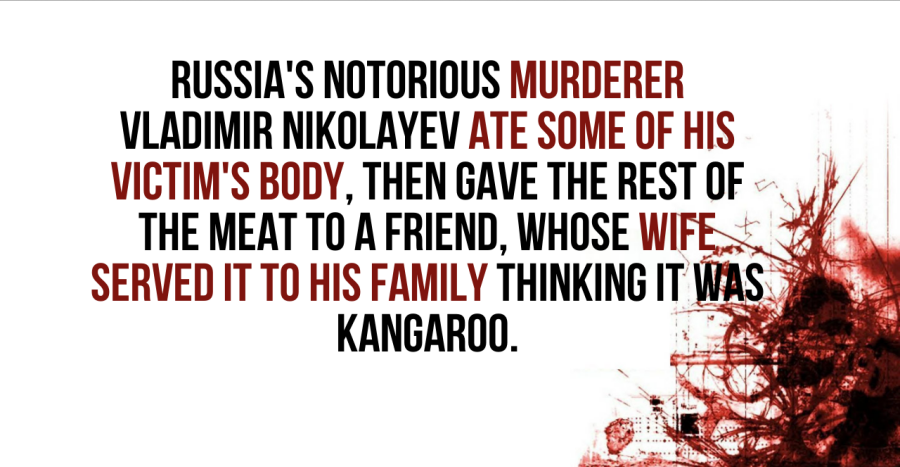 RUSSIA'S NOTORIOUS MURDERER
VLADIMIR NIKOLAYEV ATE SOME OF HIS
VICTIM'S BODY, THEN GAVE THE REST OF
THE MEAT TO A FRIEND, WHOSE WIFE
SERVED IT TO HIS FAMILY THINKING IT WAS
KANGAROO.